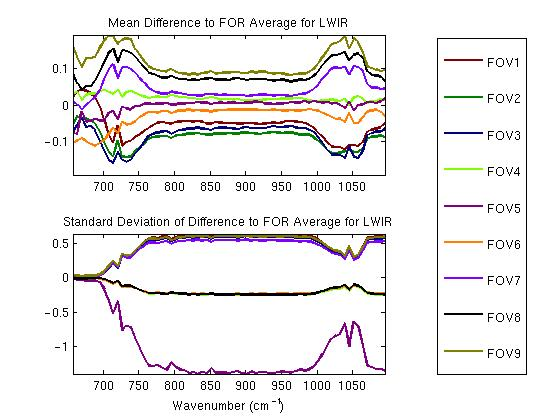 Mean Difference to FOR Average for LWIR
0.1
0
−0.1
700 750 800 850 900 950 1000 1050
Standard Deviation of Difference to FOR Average for LWIR
0.5
0
−0.5
−1
700 750 800 850 900 950 1000 1050
Wavenumber (cm⁻¹)
FOV1
FOV2
FOV3
FOV4
FOV5
FOV6
FOV7
FOV8
FOV9